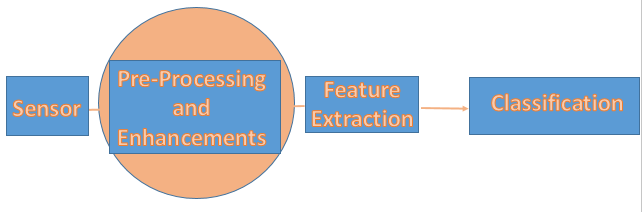 Sensor
Pre-Processing
and
Enhancements
Feature
Extraction
Classification